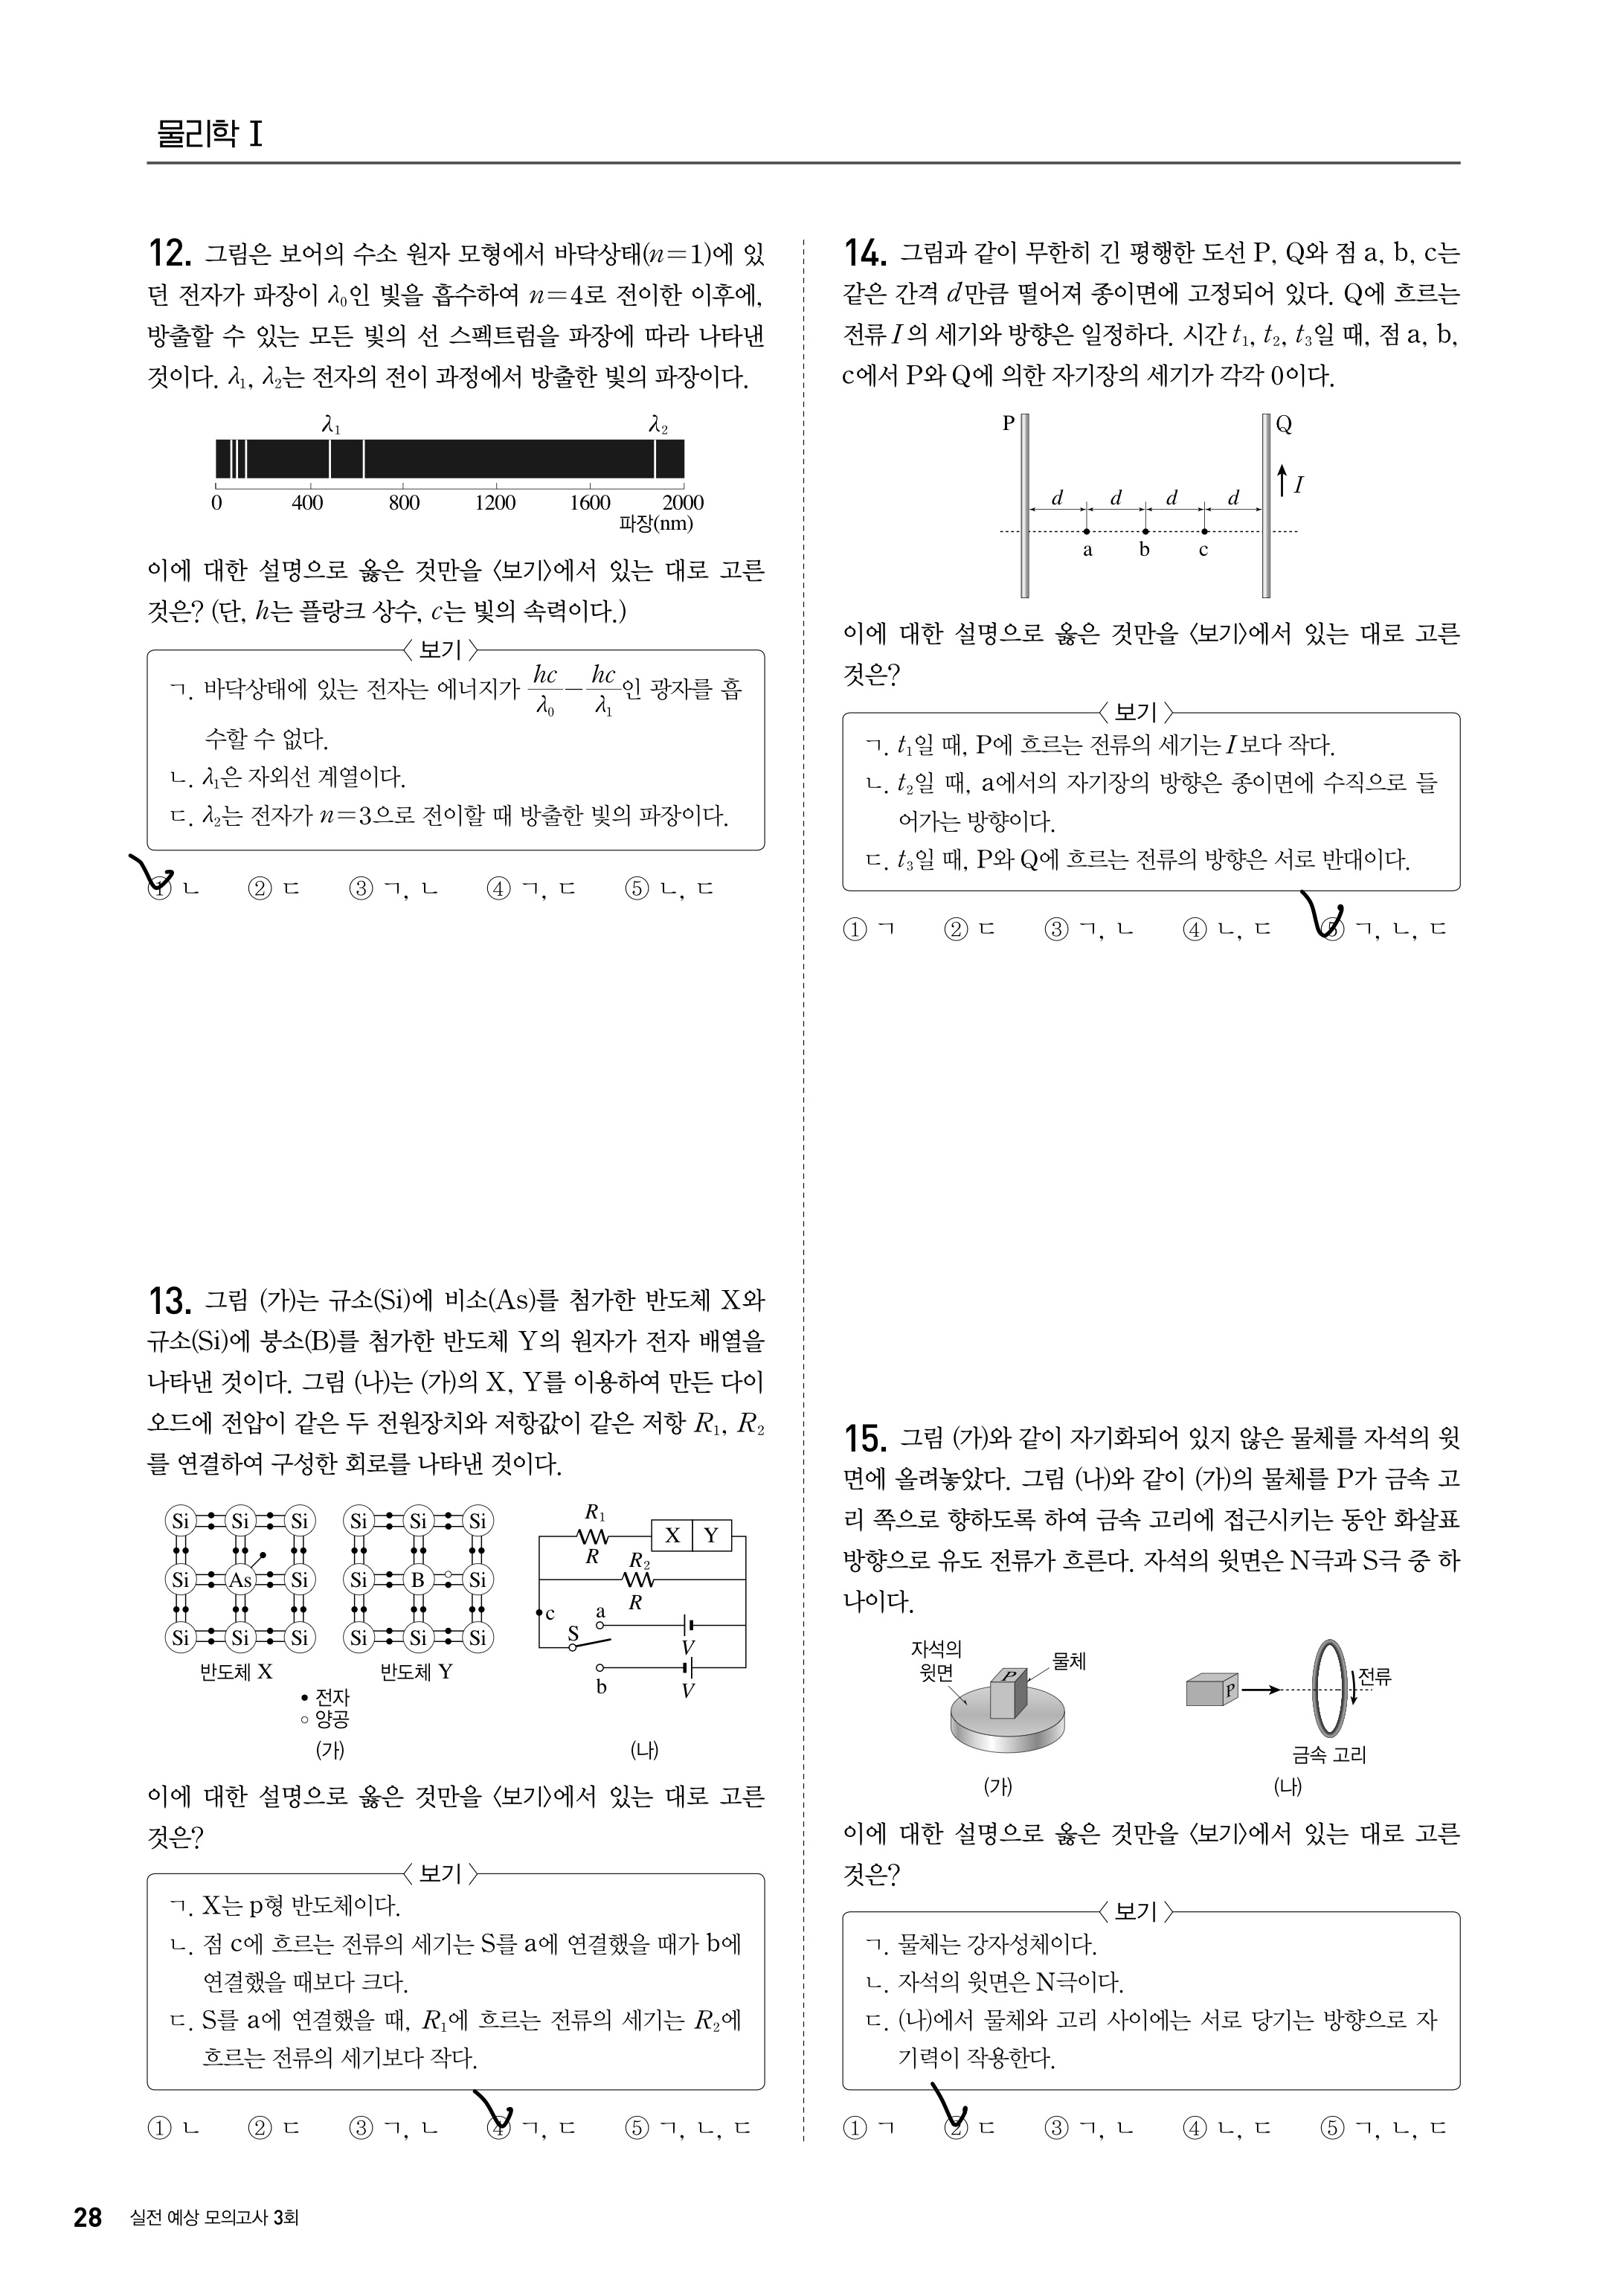 물리학 I
12. 그림은 보어의 수소 원자 모형에서 바닥상태(n=1)에 있
던 전자가 파장이 λ₀인 빛을 흡수하여 n=4로 전이한 이후에,
방출할 수 있는 모든 빛의 선 스펙트럼을 파장에 따라 나타낸
것이다. λ₁, λ₂는 전자의 전이 과정에서 방출한 빛의 파장이다.
λ₁ λ₂
0 400 800 1200 1600 2000
파장(nm)
이에 대한 설명으로 옳은 것만을 〈보기〉에서 있는 대로 고른
것은? (단, h는 플랑크 상수, c는 빛의 속력이다.)
〈 보기 〉
ㄱ. 바닥상태에 있는 전자는 에너지가 hc/λ₀ − hc/λ₁인 광자를 흡
수할 수 없다.
ㄴ. λ₁은 자외선 계열이다.
ㄷ. λ₂는 전자가 n=3으로 전이할 때 방출한 빛의 파장이다.
① ㄴ ② ㄷ ③ ㄱ, ㄴ ④ ㄱ, ㄷ ⑤ ㄴ, ㄷ
13. 그림 (가)는 규소(Si)에 비소(As)를 첨가한 반도체 X와
규소(Si)에 붕소(B)를 첨가한 반도체 Y의 원자가 전자 배열을
나타낸 것이다. 그림 (나)는 (가)의 X, Y를 이용하여 만든 다이
오드에 전압이 같은 두 전원장치와 저항값이 같은 저항 R₁, R₂
를 연결하여 구성한 회로를 나타낸 것이다.
Si Si Si Si Si Si
Si As Si Si B Si
Si Si Si Si Si Si
반도체 X 반도체 Y
• 전자
◦ 양공
(가)
R₁
X Y
R
R₂
R
c a
S
V
b V
(나)
이에 대한 설명으로 옳은 것만을 〈보기〉에서 있는 대로 고른
것은?
〈 보기 〉
ㄱ. X는 p형 반도체이다.
ㄴ. 점 c에 흐르는 전류의 세기는 S를 a에 연결했을 때가 b에
연결했을 때보다 크다.
ㄷ. S를 a에 연결했을 때, R₁에 흐르는 전류의 세기는 R₂에
흐르는 전류의 세기보다 작다.
① ㄴ ② ㄷ ③ ㄱ, ㄴ ④ ㄱ, ㄷ ⑤ ㄱ, ㄴ, ㄷ
14. 그림과 같이 무한히 긴 평행한 도선 P, Q와 점 a, b, c는
같은 간격 d만큼 떨어져 종이면에 고정되어 있다. Q에 흐르는
전류 I의 세기와 방향은 일정하다. 시간 t₁, t₂, t₃일 때, 점 a, b,
c에서 P와 Q에 의한 자기장의 세기가 각각 0이다.
P Q
I
d d d d
a b c
이에 대한 설명으로 옳은 것만을 〈보기〉에서 있는 대로 고른
것은?
〈 보기 〉
ㄱ. t₁일 때, P에 흐르는 전류의 세기는 I보다 작다.
ㄴ. t₂일 때, a에서의 자기장의 방향은 종이면에 수직으로 들
어가는 방향이다.
ㄷ. t₃일 때, P와 Q에 흐르는 전류의 방향은 서로 반대이다.
① ㄱ ② ㄷ ③ ㄱ, ㄴ ④ ㄴ, ㄷ ⑤ ㄱ, ㄴ, ㄷ
15. 그림 (가)와 같이 자기화되어 있지 않은 물체를 자석의 윗
면에 올려놓았다. 그림 (나)와 같이 (가)의 물체를 P가 금속 고
리 쪽으로 향하도록 하여 금속 고리에 접근시키는 동안 화살표
방향으로 유도 전류가 흐른다. 자석의 윗면은 N극과 S극 중 하
나이다.
자석의
윗면
P
물체
(가)
P
전류
금속 고리
(나)
이에 대한 설명으로 옳은 것만을 〈보기〉에서 있는 대로 고른
것은?
〈 보기 〉
ㄱ. 물체는 강자성체이다.
ㄴ. 자석의 윗면은 N극이다.
ㄷ. (나)에서 물체와 고리 사이에는 서로 당기는 방향으로 자
기력이 작용한다.
① ㄱ ② ㄷ ③ ㄱ, ㄴ ④ ㄴ, ㄷ ⑤ ㄱ, ㄴ, ㄷ
28 실전 예상 모의고사 3회